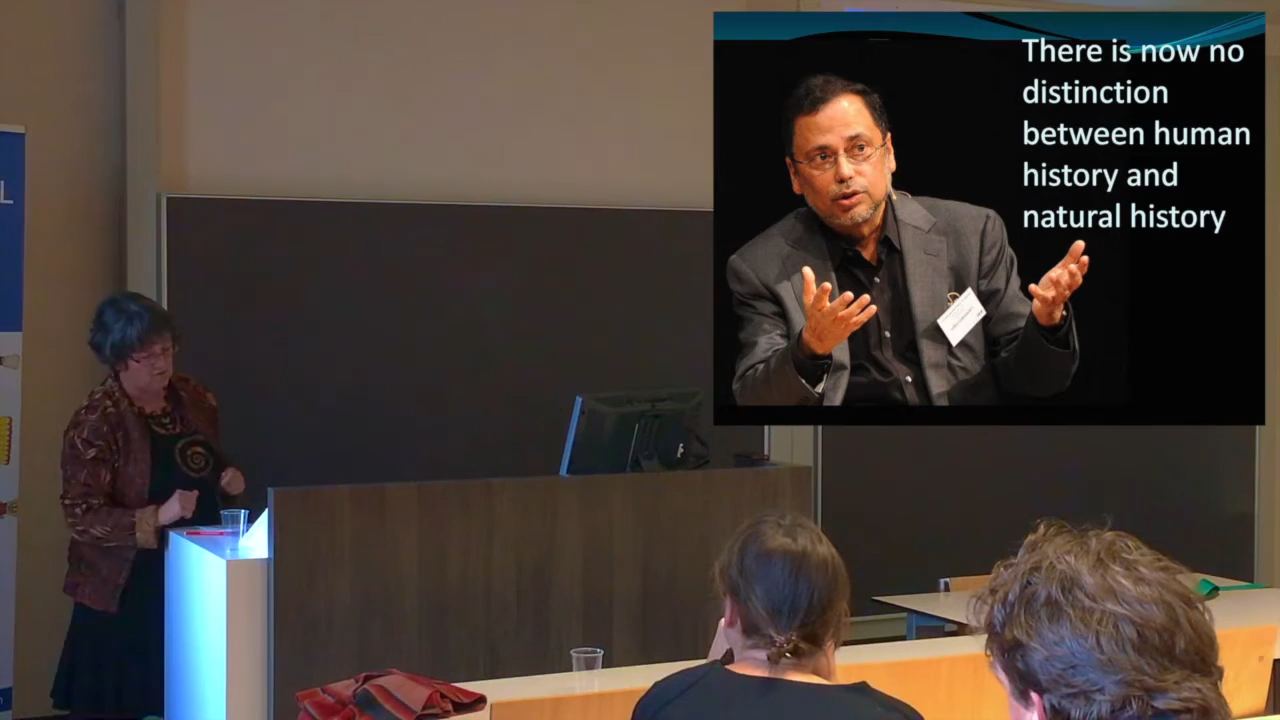 L
There is now no
distinction
between human
history and
natural history